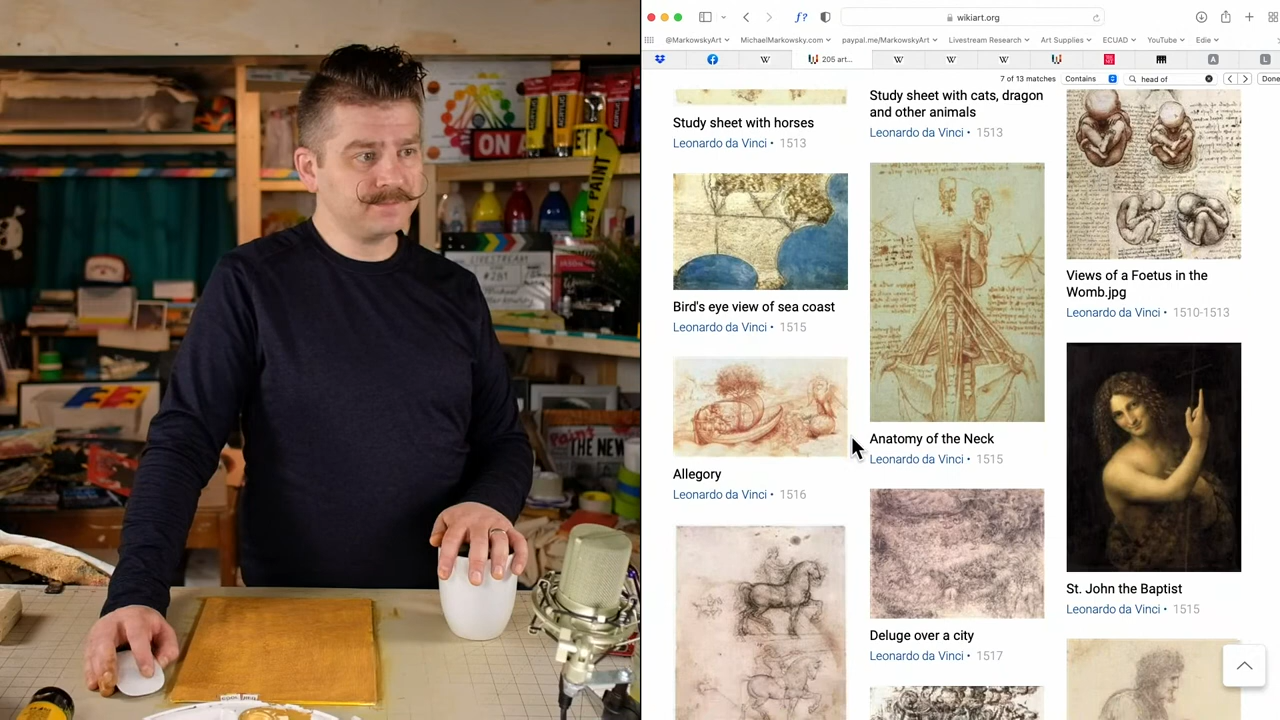 ON A
WET PAINT
LIVESTREAM
#289
Paint
THE NEW
wikiart.org
@MarkowskyArt
MichaelMarkowsky.com
paypal.me/MarkowskyArt
Livestream Research
Art Supplies
ECUAD
YouTube
Edie
205 art...
7 of 13 matches
Contains
head of
Done
Study sheet with horses
Leonardo da Vinci • 1513
Bird's eye view of sea coast
Leonardo da Vinci • 1515
Allegory
Leonardo da Vinci • 1516
Study sheet with cats, dragon
and other animals
Leonardo da Vinci • 1513
Anatomy of the Neck
Leonardo da Vinci • 1515
Deluge over a city
Leonardo da Vinci • 1517
Views of a Foetus in the
Womb.jpg
Leonardo da Vinci • 1510-1513
St. John the Baptist
Leonardo da Vinci • 1515